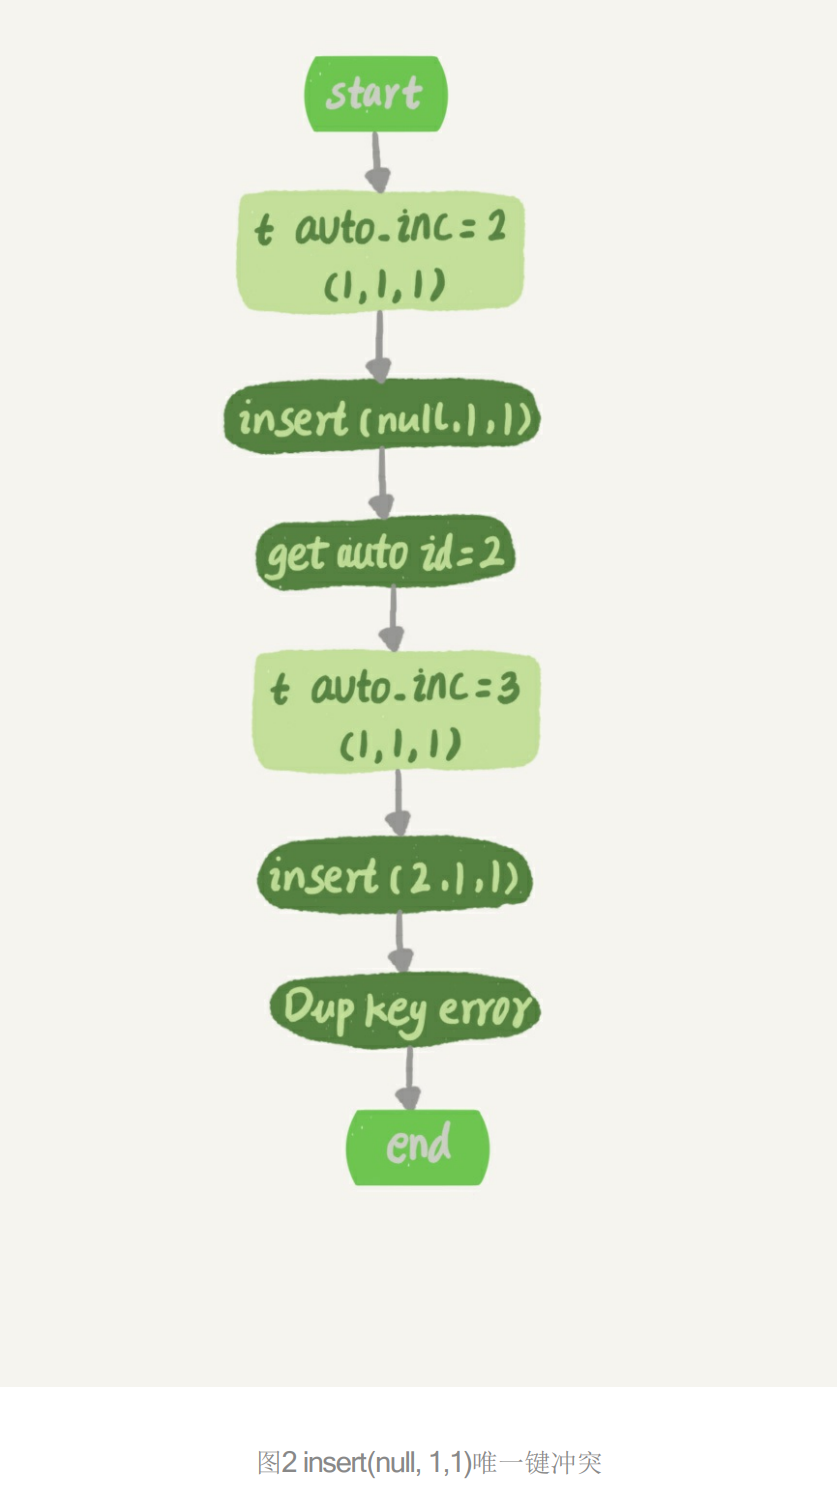 start
t auto_inc=2
(1,1,1)
insert(null.1,1)
get auto id=2
t auto_inc=3
(1,1,1)
insert(2.1,1)
Dup key error
end
图2 insert(null, 1,1)唯一键冲突